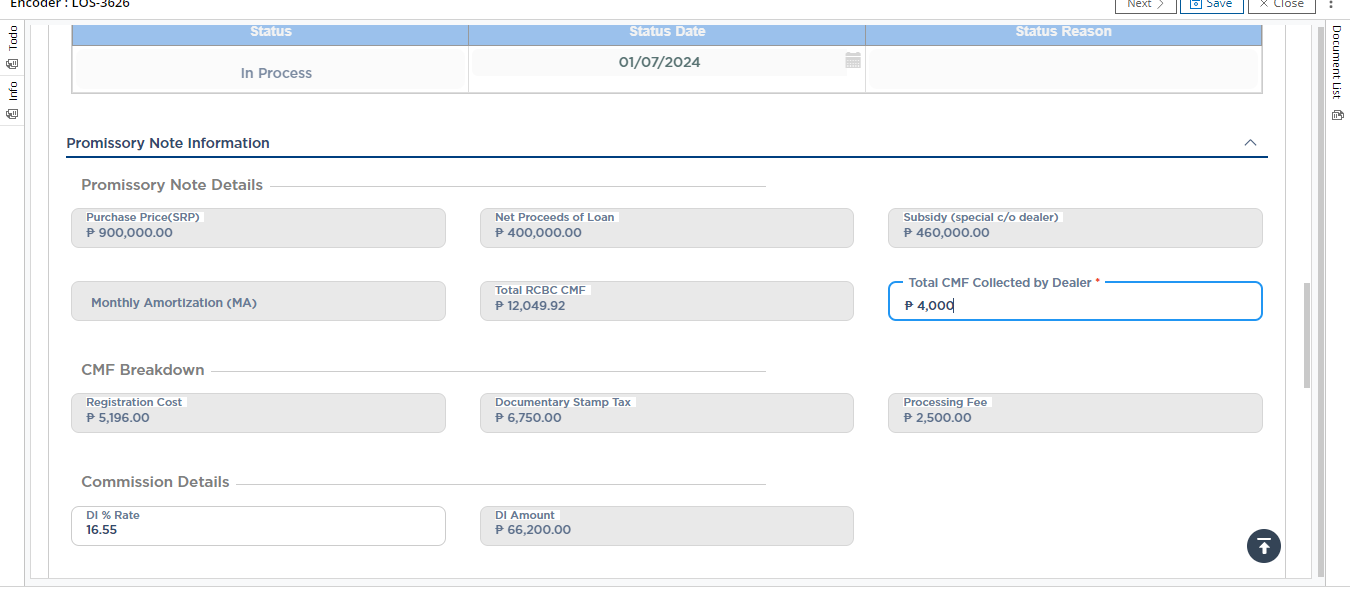 Encoder : LOS-3626
Next
Save
Close
Todo
Info
Document List
Status Status Date Status Reason
In Process 01/07/2024
Promissory Note Information
Promissory Note Details
Purchase Price(SRP) Net Proceeds of Loan Subsidy (special c/o dealer)
₱ 900,000.00 ₱ 400,000.00 ₱ 460,000.00
Monthly Amortization (MA) Total RCBC CMF Total CMF Collected by Dealer *
₱ 12,049.92 ₱ 4,000
CMF Breakdown
Registration Cost Documentary Stamp Tax Processing Fee
₱ 5,196.00 ₱ 6,750.00 ₱ 2,500.00
Commission Details
DI % Rate DI Amount
16.55 ₱ 66,200.00